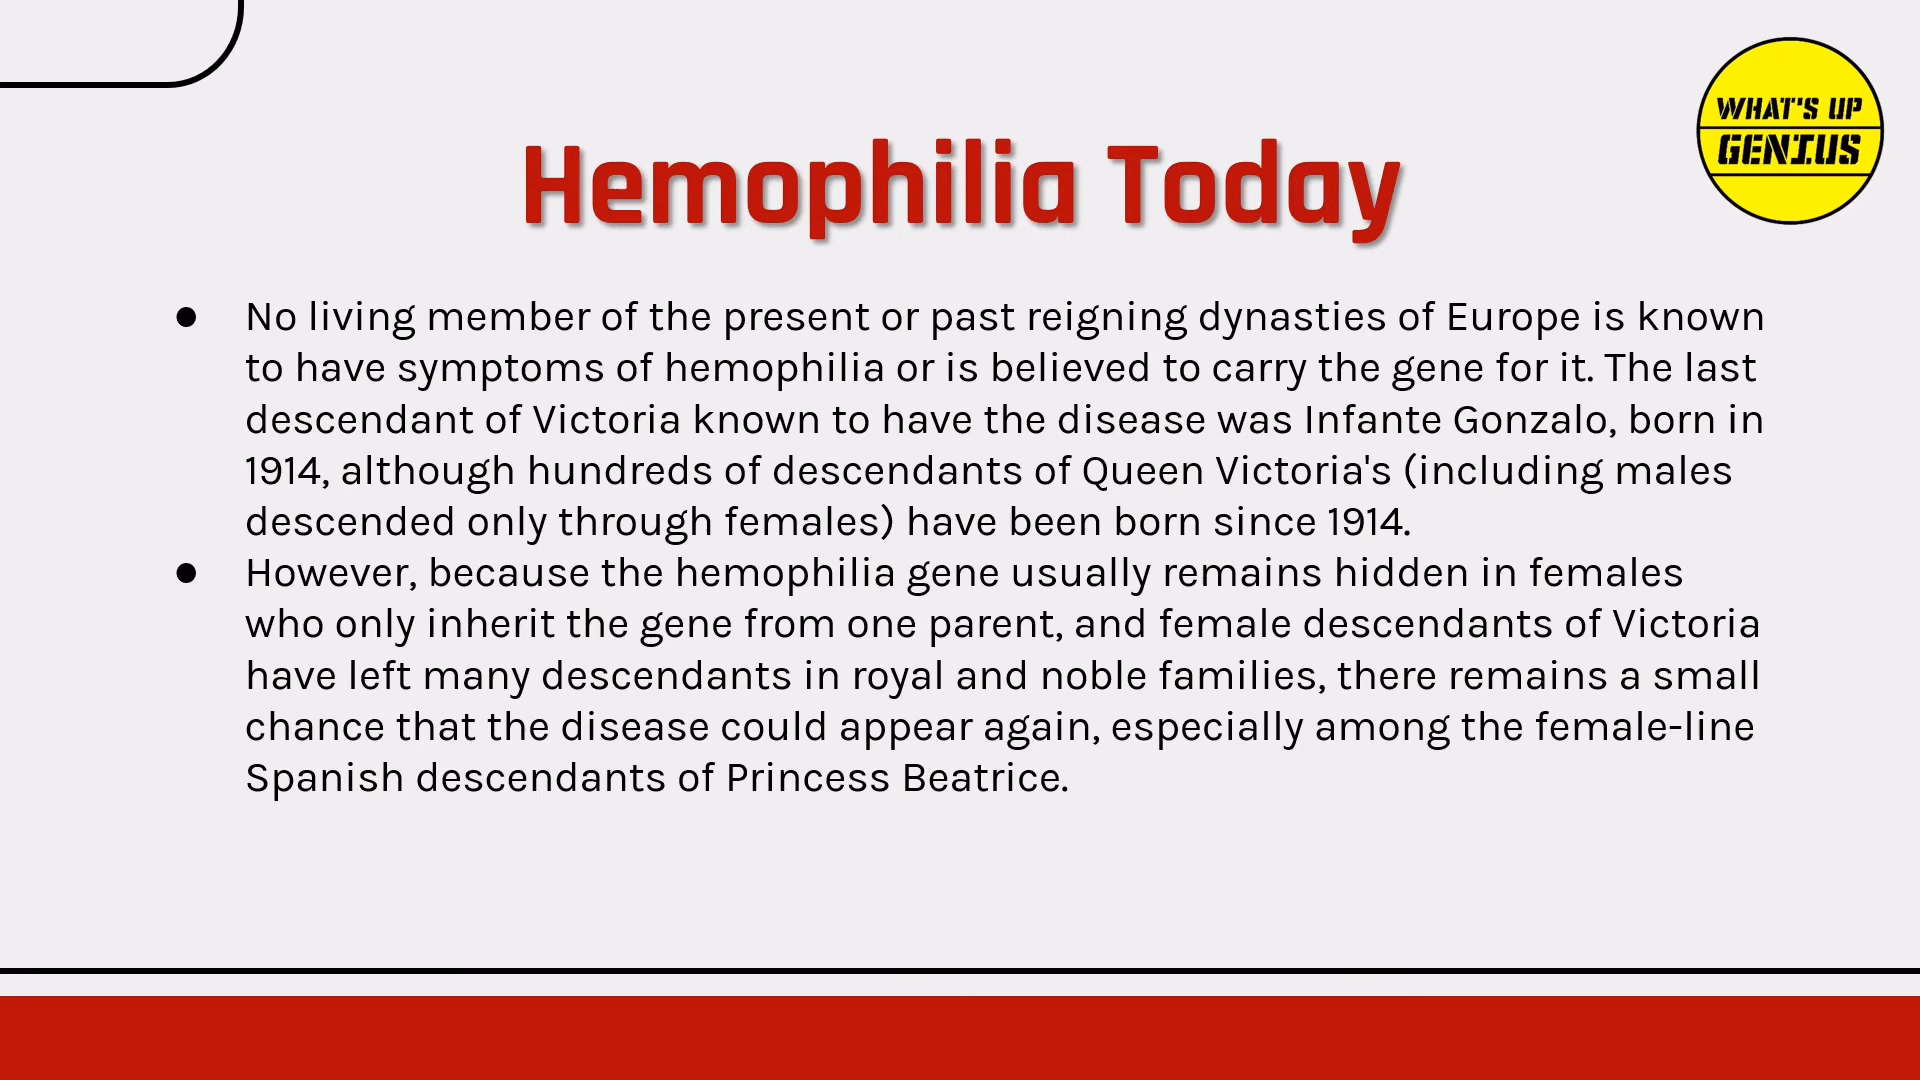 WHAT'S UP
GENIUS
Hemophilia Today
● No living member of the present or past reigning dynasties of Europe is known
to have symptoms of hemophilia or is believed to carry the gene for it. The last
descendant of Victoria known to have the disease was Infante Gonzalo, born in
1914, although hundreds of descendants of Queen Victoria's (including males
descended only through females) have been born since 1914.
● However, because the hemophilia gene usually remains hidden in females
who only inherit the gene from one parent, and female descendants of Victoria
have left many descendants in royal and noble families, there remains a small
chance that the disease could appear again, especially among the female-line
Spanish descendants of Princess Beatrice.